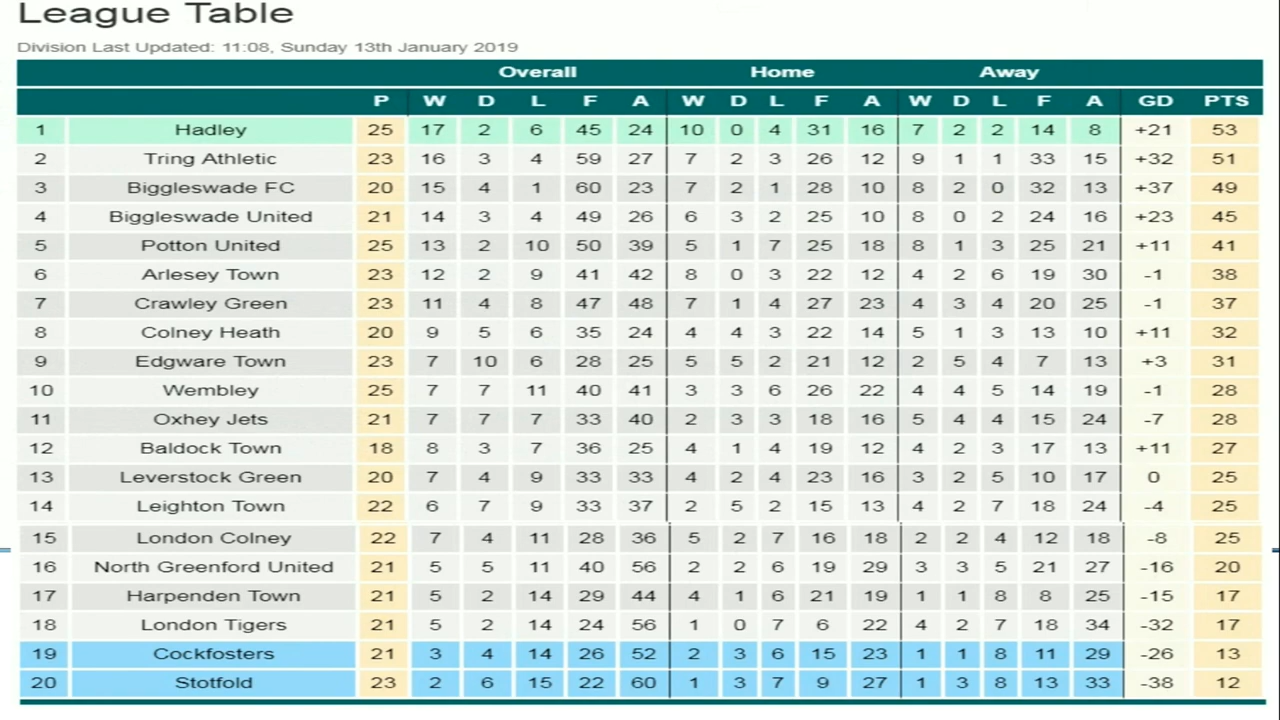 League Table
Division Last Updated: 11:08, Sunday 13th January 2019
Overall Home Away
P W D L F A W D L F A W D L F A GD PTS
1 Hadley 25 17 2 6 45 24 10 0 4 31 16 7 2 2 14 8 +21 53
2 Tring Athletic 23 16 3 4 59 27 7 2 3 26 12 9 1 1 33 15 +32 51
3 Biggleswade FC 20 15 4 1 60 23 7 2 1 28 10 8 2 0 32 13 +37 49
4 Biggleswade United 21 14 3 4 49 26 6 3 2 25 10 8 0 2 24 16 +23 45
5 Potton United 25 13 2 10 50 39 5 1 7 25 18 8 1 3 25 21 +11 41
6 Arlesey Town 23 12 2 9 41 42 8 0 3 22 12 4 2 6 19 30 -1 38
7 Crawley Green 23 11 4 8 47 48 7 1 4 27 23 4 3 4 20 25 -1 37
8 Colney Heath 20 9 5 6 35 24 4 4 3 22 14 5 1 3 13 10 +11 32
9 Edgware Town 23 7 10 6 28 25 5 5 2 21 12 2 5 4 7 13 +3 31
10 Wembley 25 7 7 11 40 41 3 3 6 26 22 4 4 5 14 19 -1 28
11 Oxhey Jets 21 7 7 7 33 40 2 3 3 18 16 5 4 4 15 24 -7 28
12 Baldock Town 18 8 3 7 36 25 4 1 4 19 12 4 2 3 17 13 +11 27
13 Leverstock Green 20 7 4 9 33 33 4 2 4 23 16 3 2 5 10 17 0 25
14 Leighton Town 22 6 7 9 33 37 2 5 2 15 13 4 2 7 18 24 -4 25
15 London Colney 22 7 4 11 28 36 5 2 7 16 18 2 2 4 12 18 -8 25
16 North Greenford United 21 5 5 11 40 56 2 2 6 19 29 3 3 5 21 27 -16 20
17 Harpenden Town 21 5 2 14 29 44 4 1 6 21 19 1 1 8 8 25 -15 17
18 London Tigers 21 5 2 14 24 56 1 0 7 6 22 4 2 7 18 34 -32 17
19 Cockfosters 21 3 4 14 26 52 2 3 6 15 23 1 1 8 11 29 -26 13
20 Stotfold 23 2 6 15 22 60 1 3 7 9 27 1 3 8 13 33 -38 12